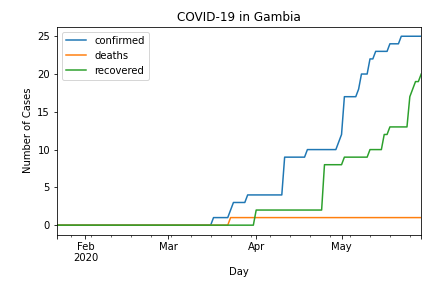 COVID-19 in Gambia
confirmed
deaths
recovered
Number of Cases
25
20
15
10
5
0
Feb
2020
Mar
Apr
May
Day